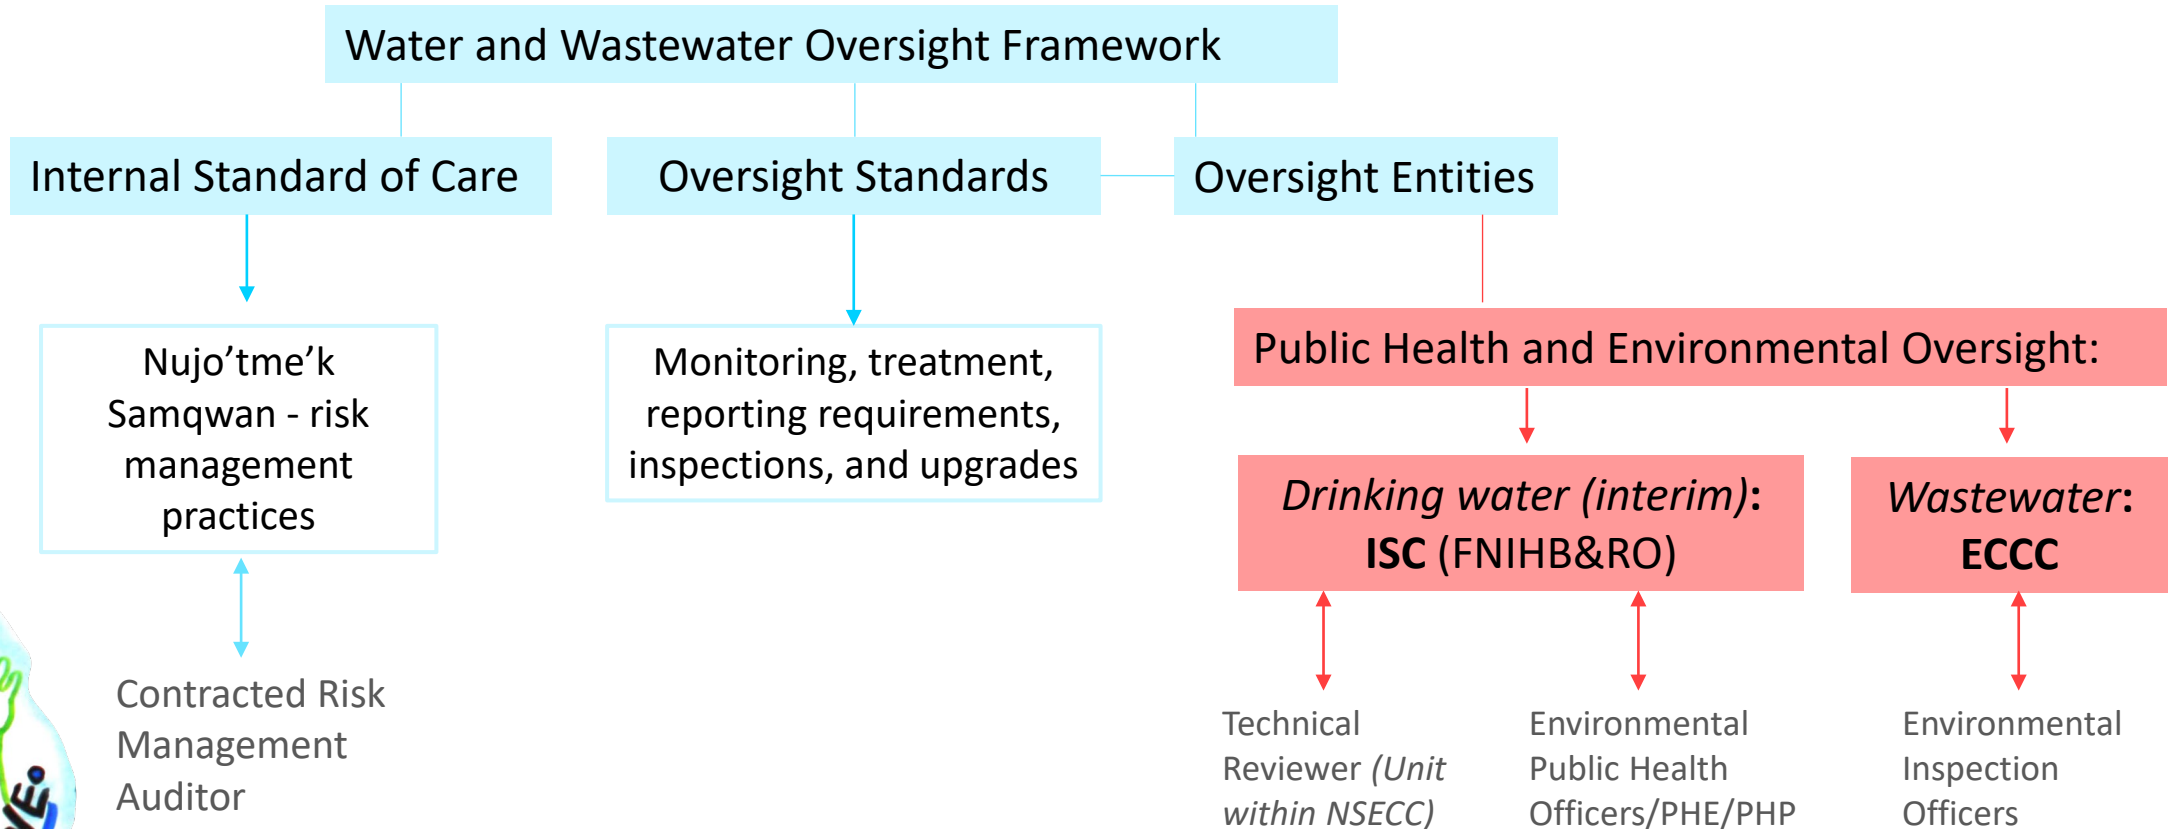 Water and Wastewater Oversight Framework
Internal Standard of Care
Oversight Standards
Oversight Entities
Nujo’tme’k
Samqwan - risk
management
practices
Monitoring, treatment,
reporting requirements,
inspections, and upgrades
Public Health and Environmental Oversight:
Drinking water (interim):
ISC (FNIHB&RO)
Wastewater:
ECCC
Contracted Risk
Management
Auditor
Technical
Reviewer (Unit
within NSECC)
Environmental
Public Health
Officers/PHE/PHP
Environmental
Inspection
Officers